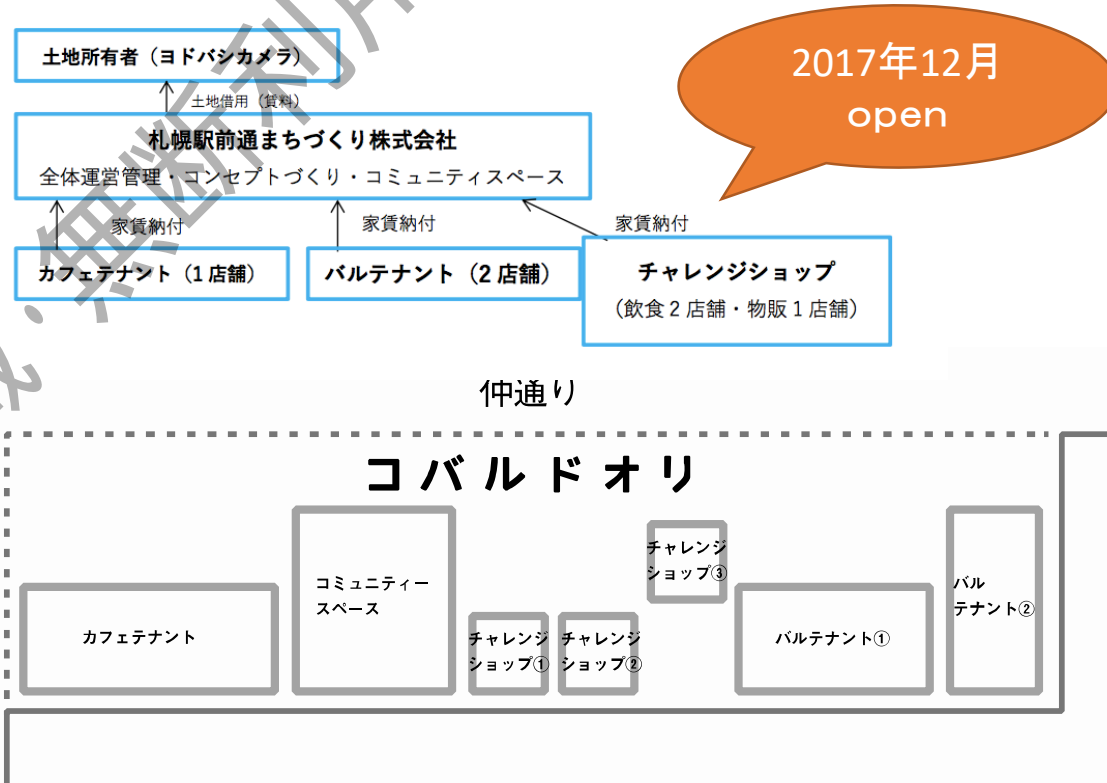 土地所有者（ヨドバシカメラ）
土地借用（賃料）
札幌駅前通まちづくり株式会社
全体運営管理・コンセプトづくり・コミュニティスペース
家賃納付
家賃納付
家賃納付
カフェテナント（1店舗）
バルテナント（2店舗）
チャレンジショップ
（飲食2店舗・物販1店舗）
2017年12月
open
仲通り
コバルドオリ
カフェテナント
コミュニティー
スペース
チャレンジ
ショップ①
チャレンジ
ショップ②
チャレンジ
ショップ③
バルテナント①
バル
テナント②
・無断利用